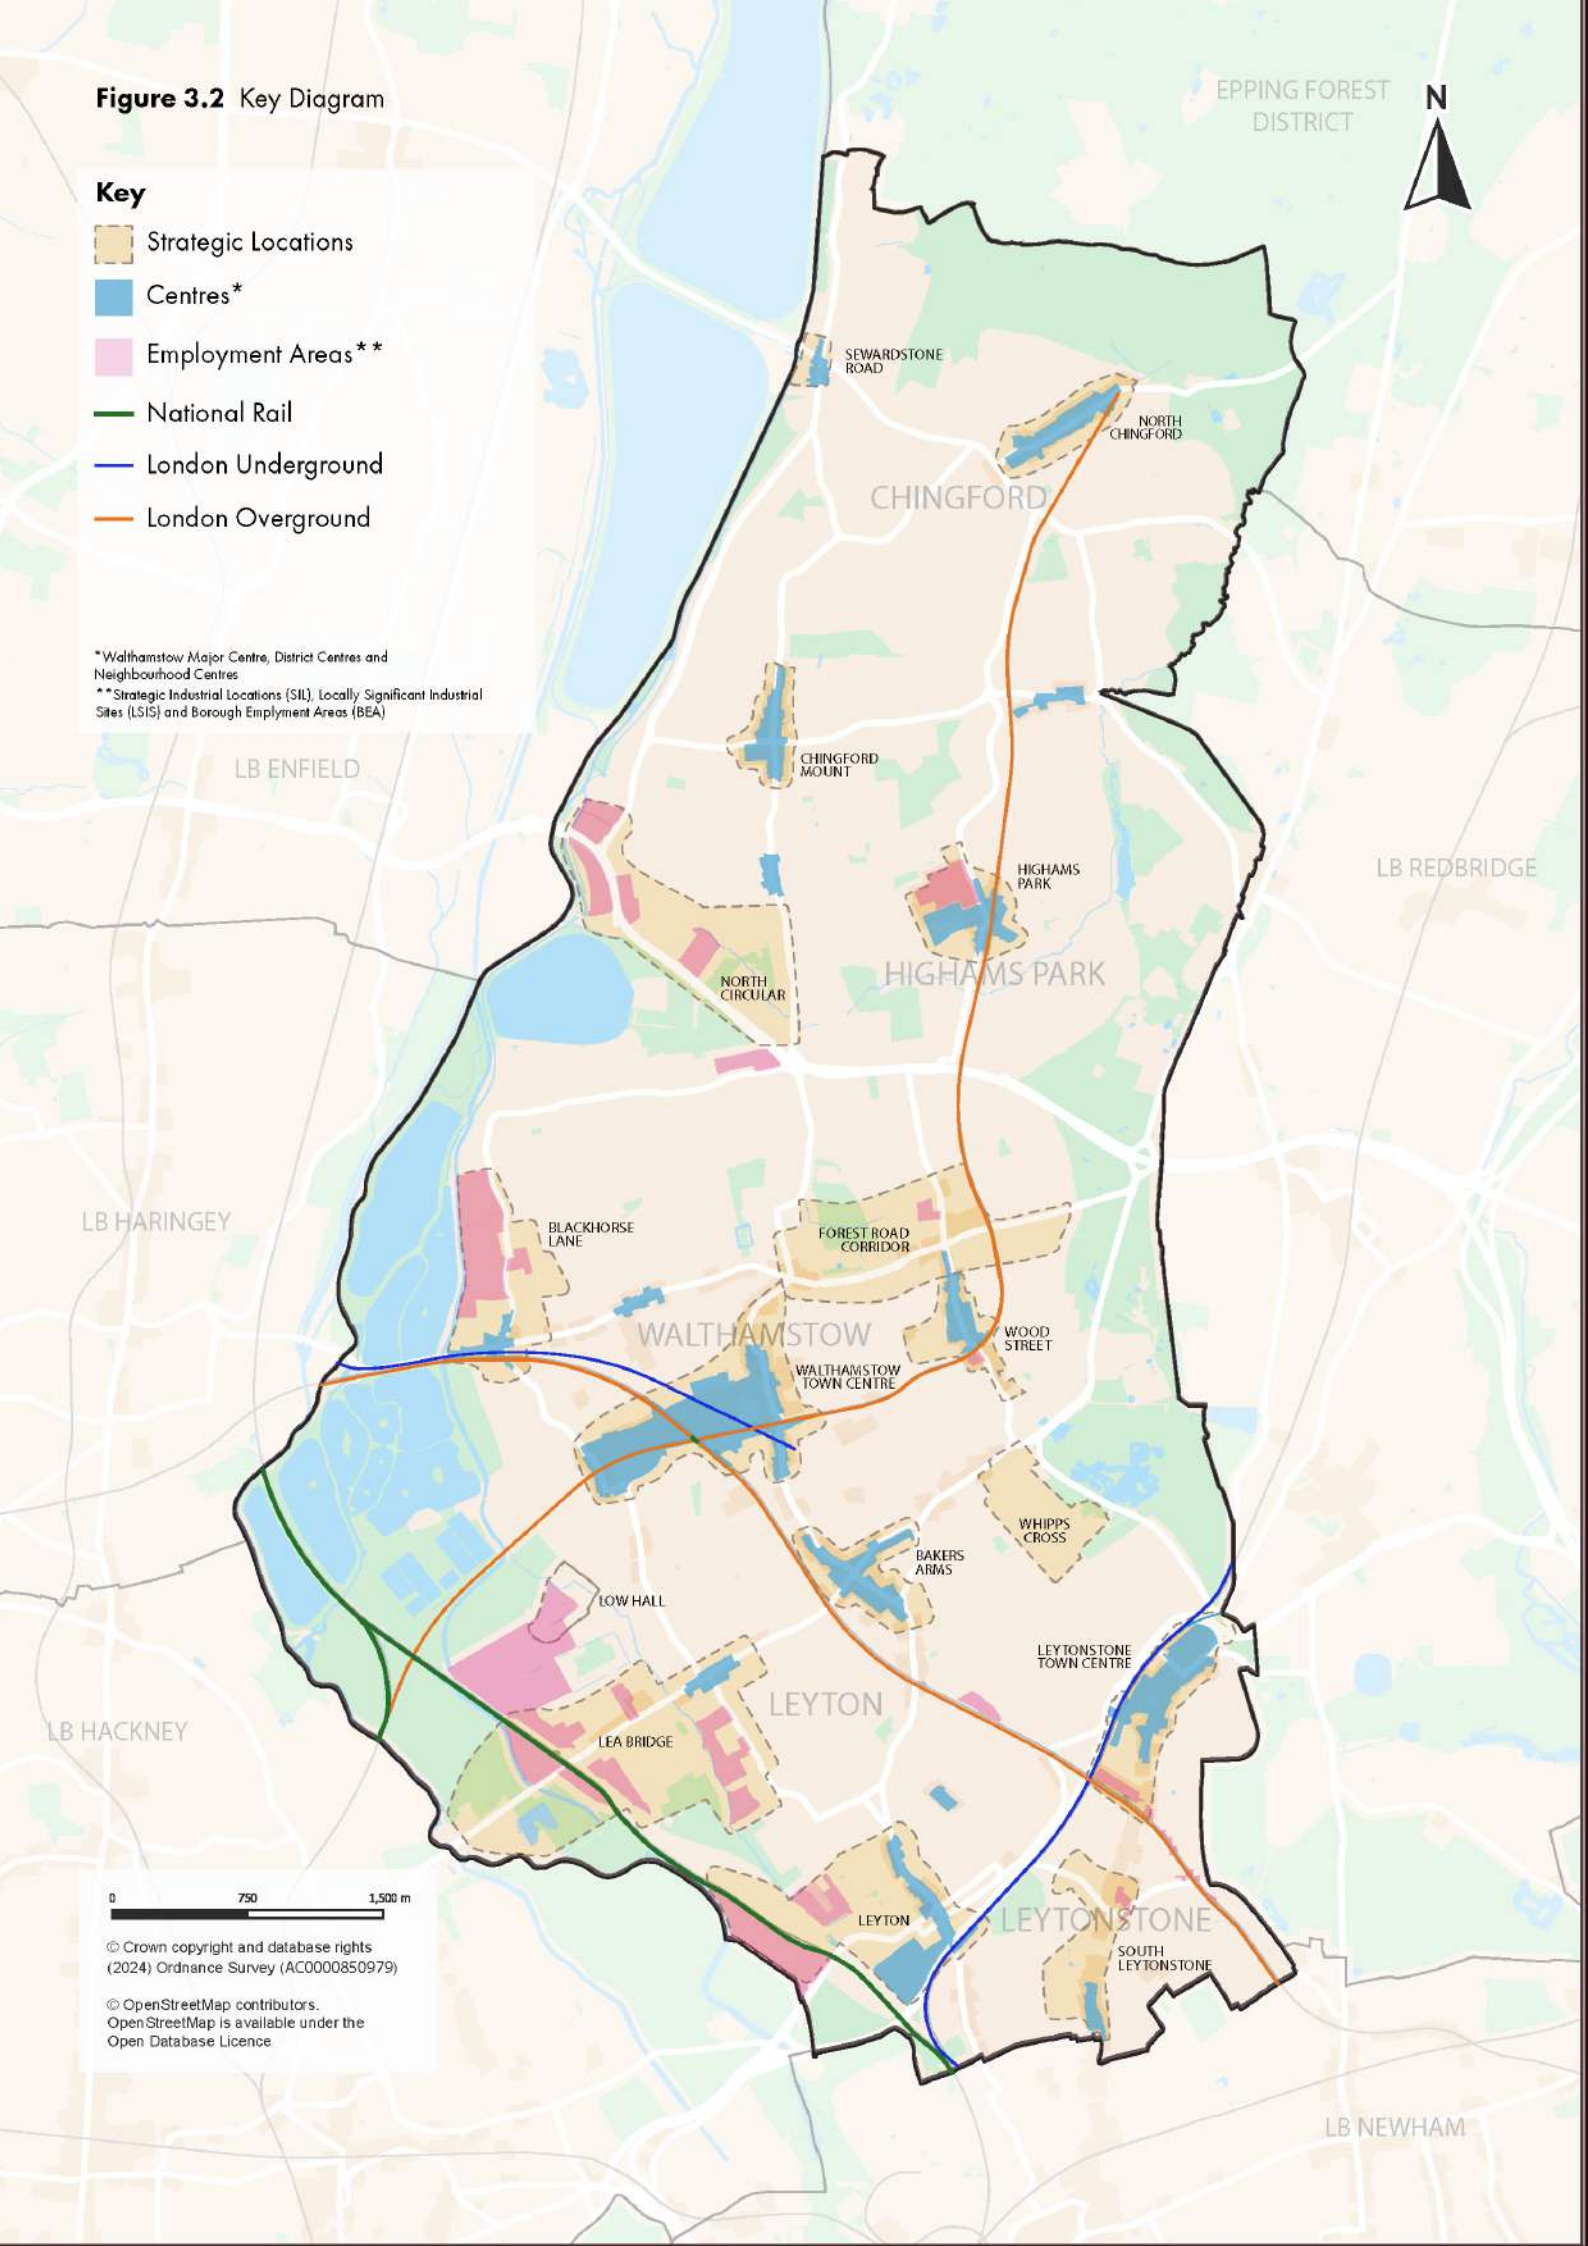 Figure 3.2 Key Diagram
EPPING FOREST
DISTRICT
N
Key
Strategic Locations
Centres*
Employment Areas**
National Rail
London Underground
London Overground
*Walthamstow Major Centre, District Centres and
Neighbourhood Centres
**Strategic Industrial Locations (SIL), Locally Significant Industrial
Sites (LSIS) and Borough Emplyment Areas (BEA)
SEWARDSTONE
ROAD
NORTH
CHINGFORD
CHINGFORD
CHINGFORD
MOUNT
LB ENFIELD
HIGHAMS
PARK
LB REDBRIDGE
HIGHAMS PARK
NORTH
CIRCULAR
LB HARINGEY
BLACKHORSE
LANE
FOREST ROAD
CORRIDOR
WALTHAMSTOW
WOOD
STREET
WALTHAMSTOW
TOWN CENTRE
WHIPPS
CROSS
BAKERS
ARMS
LOW HALL
LEYTONSTONE
TOWN CENTRE
LEYTON
LB HACKNEY
LEA BRIDGE
LEYTON
LEYTONSTONE
SOUTH
LEYTONSTONE
0 750 1,500 m
© Crown copyright and database rights
(2024) Ordnance Survey (AC0000850979)
© OpenStreetMap contributors.
OpenStreetMap is available under the
Open Database Licence
LB NEWHAM